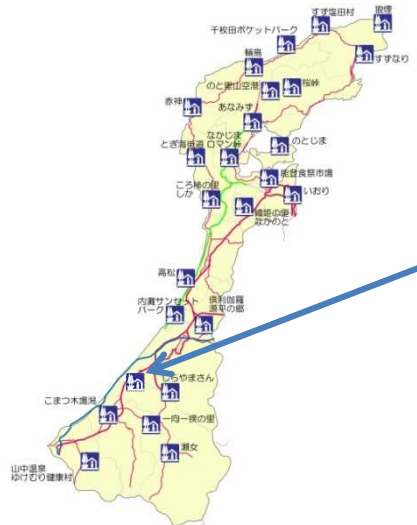 狼煙
すず塩田村
千枚田ポケットパーク
輪島
すずなり
のと里山空港
桜峠
赤神
あなみず
とぎ海街道
なかじま
ロマン峠
のとじま
能登食祭市場
ころ柿の里
しか
いおり
織姫の里
なかのと
高松
内灘サンセット
パーク
倶利伽羅
源平の郷
しらやまさん
こまつ木場潟
一向一揆の里
瀬女
山中温泉
ゆけむり健康村